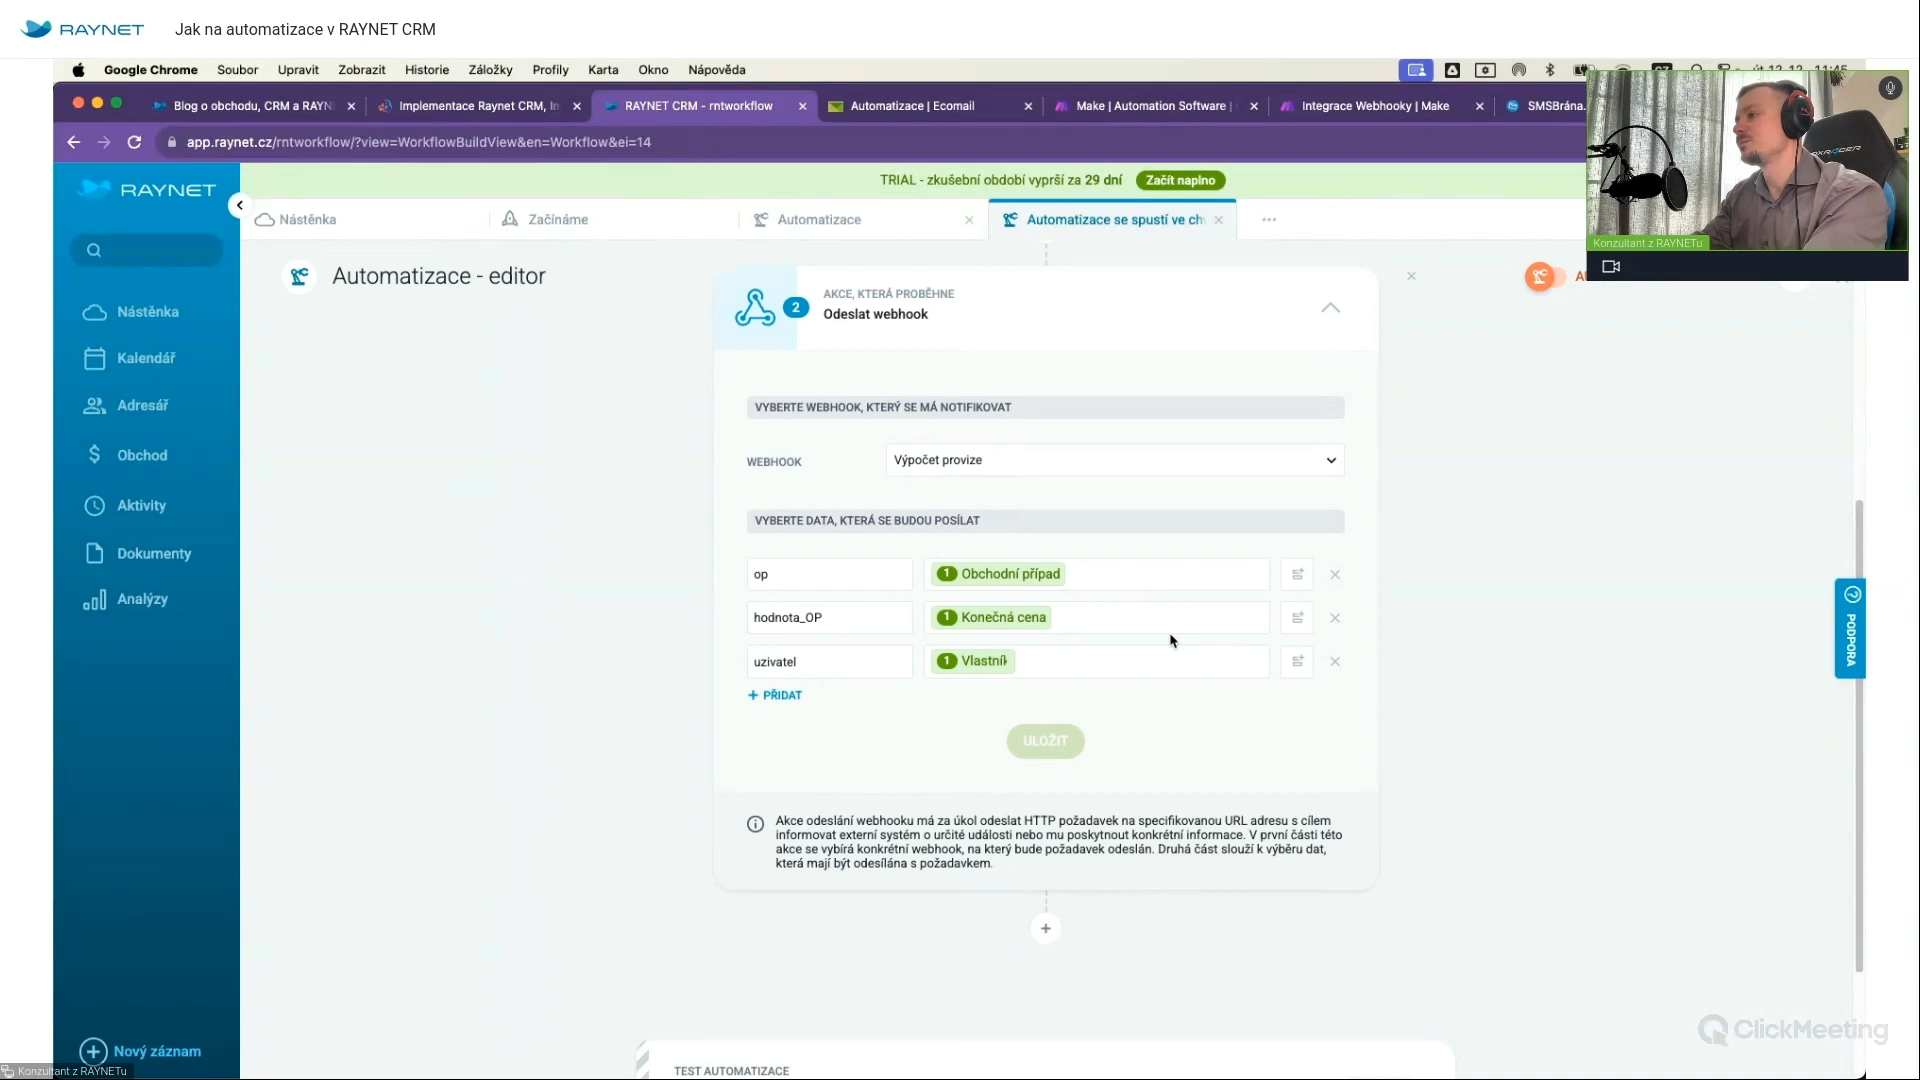 RAYNET
Jak na automatizace v RAYNET CRM
Google Chrome Soubor Upravit Zobrazit Historie Záložky Profily Karta Okno Nápověda
Blog o obchodu, CRM a RAYN
Implementace Raynet CRM, In
RAYNET CRM - rntworkflow
Automatizace | Ecomail
Make | Automation Software |
Integrace Webhooky | Make
SMSBrána.
app.raynet.cz/rntworkflow/?view=WorkflowBuildView&en=Workflow&ei=14
Konzultant z RAYNETu
RAYNET
TRIAL - zkušební období vyprší za 29 dní
Začít naplno
Nástěnka
Začínáme
Automatizace
Automatizace se spustí ve ch
Nástěnka
Kalendář
Adresář
Obchod
Aktivity
Dokumenty
Analýzy
Nový záznam
Automatizace - editor
2
AKCE, KTERÁ PROBĚHNE
Odeslat webhook
VYBERTE WEBHOOK, KTERÝ SE MÁ NOTIFIKOVAT
WEBHOOK
Výpočet provize
VYBERTE DATA, KTERÁ SE BUDOU POSÍLAT
op
1 Obchodní případ
hodnota_OP
1 Konečná cena
uzivatel
1 Vlastník
+ PŘIDAT
ULOŽIT
Akce odeslání webhooku má za úkol odeslat HTTP požadavek na specifikovanou URL adresu s cílem
informovat externí systém o určité události nebo mu poskytnout konkrétní informace. V první části této
akce se vybírá konkrétní webhook, na který bude požadavek odeslán. Druhá část slouží k výběru dat,
která mají být odesílána s požadavkem.
PODPORA
TEST AUTOMATIZACE
ClickMeeting
Konzultant z RAYNETu